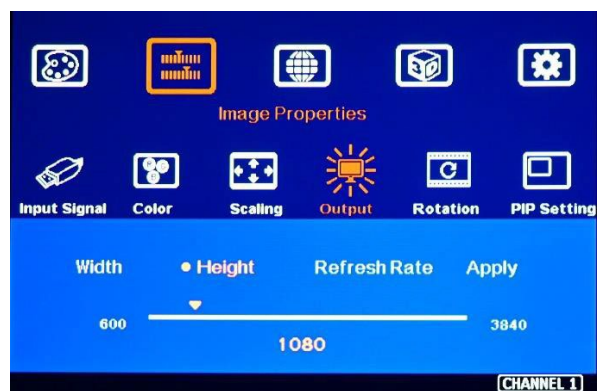 3D
Image Properties
Input Signal Color Scaling Output Rotation PIP Setting
Width Height Refresh Rate Apply
600 3840
1080
CHANNEL 1